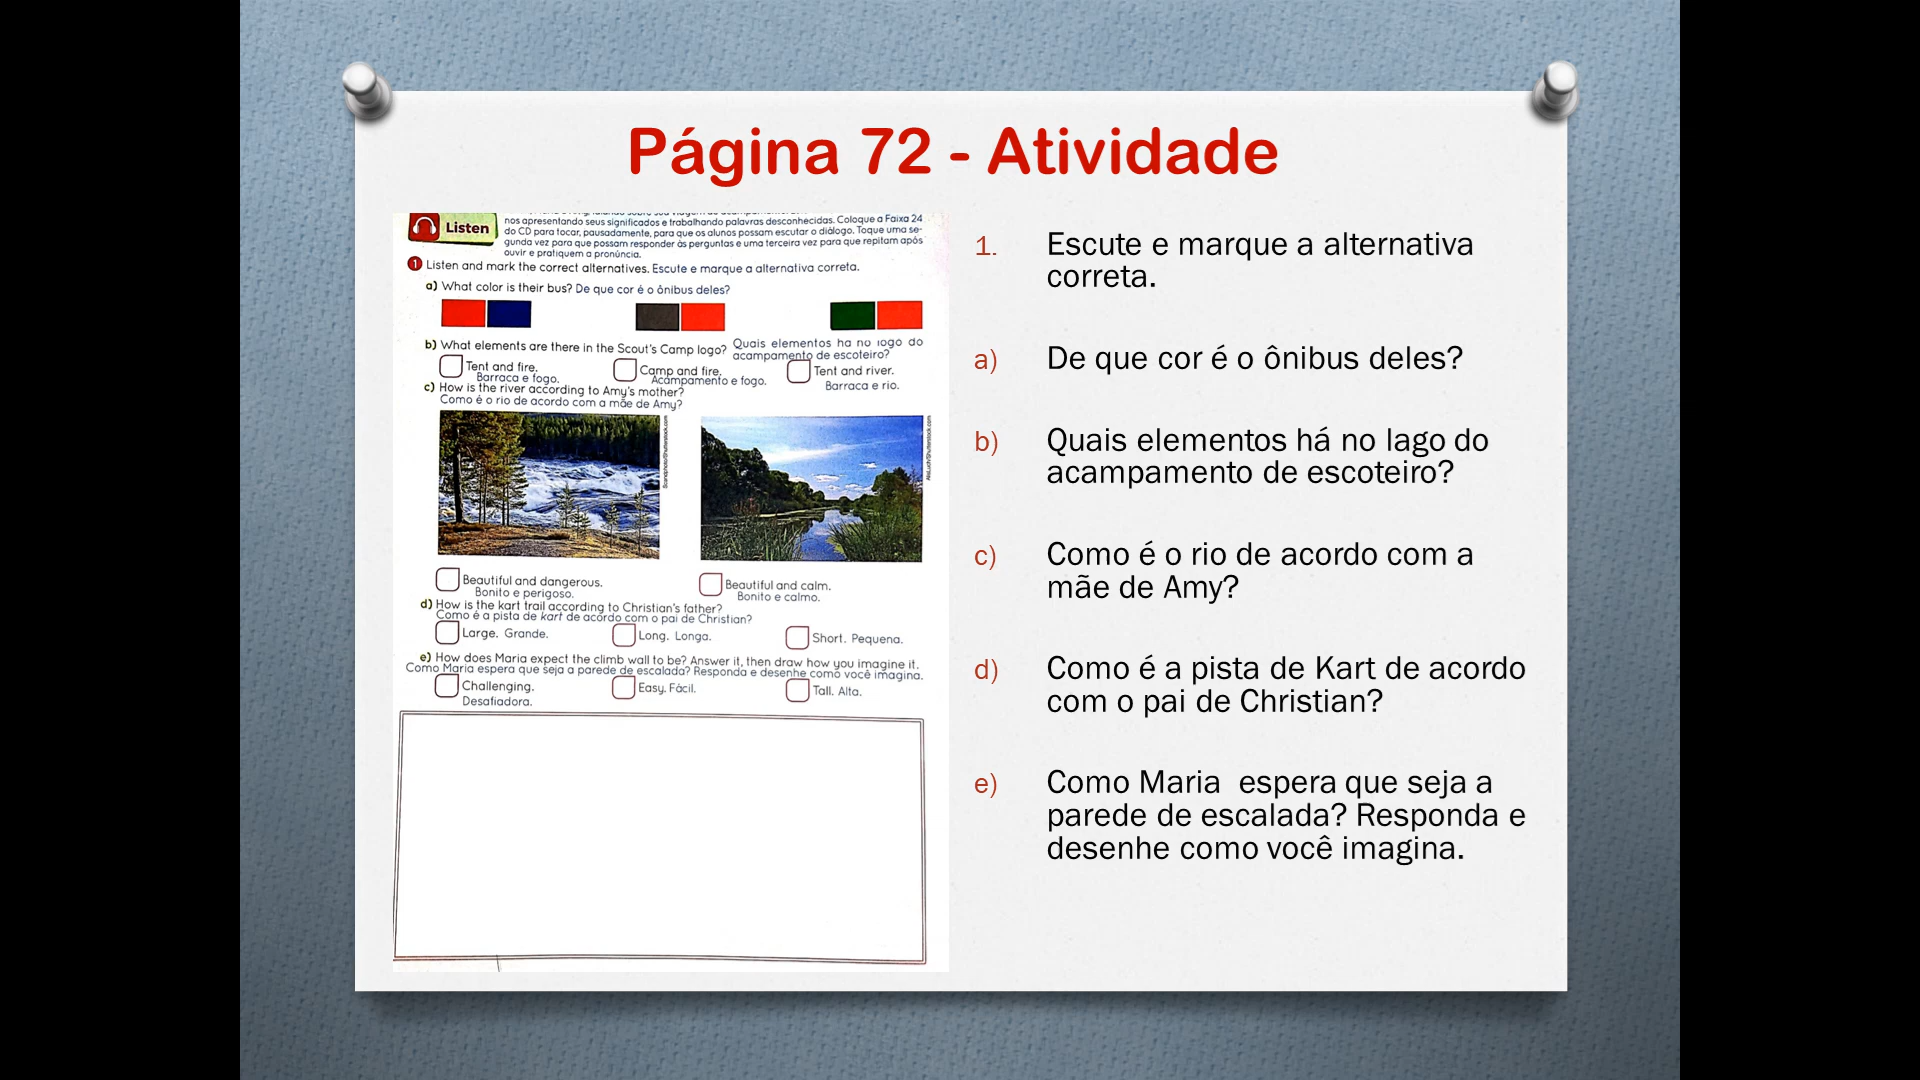 Página 72 - Atividade
Listen
nos apresentando seus significados e trabalhando palavras desconhecidas. Coloque a Faixa 24
do CD para tocar, pausadamente, para que os alunos possam escutar o diálogo. Toque uma se-
gunda vez para que possam responder às perguntas e uma terceira vez para que repitam após
ouvir e pratiquem a pronúncia.
1 Listen and mark the correct alternatives. Escute e marque a alternativa correta.
a) What color is their bus? De que cor é o ônibus deles?
b) What elements are there in the Scout's Camp logo? Quais elementos há no logo do
acampamento de escoteiro?
Tent and fire. Camp and fire. Tent and river.
Barraca e fogo. Acampamento e fogo. Barraca e rio.
c) How is the river according to Amy's mother?
Como é o rio de acordo com a mãe de Amy?
Beautiful and dangerous. Beautiful and calm.
Bonito e perigoso. Bonito e calmo.
d) How is the kart trail according to Christian's father?
Como é a pista de kart de acordo com o pai de Christian?
Large. Grande. Long. Longa. Short. Pequena.
e) How does Maria expect the climb wall to be? Answer it, then draw how you imagine it.
Como Maria espera que seja a parede de escalada? Responda e desenhe como você imagina.
Challenging. Easy. Fácil. Tall. Alta.
Desafiadora.
1. Escute e marque a alternativa
correta.
a) De que cor é o ônibus deles?
b) Quais elementos há no lago do
acampamento de escoteiro?
c) Como é o rio de acordo com a
mãe de Amy?
d) Como é a pista de Kart de acordo
com o pai de Christian?
e) Como Maria  espera que seja a
parede de escalada? Responda e
desenhe como você imagina.